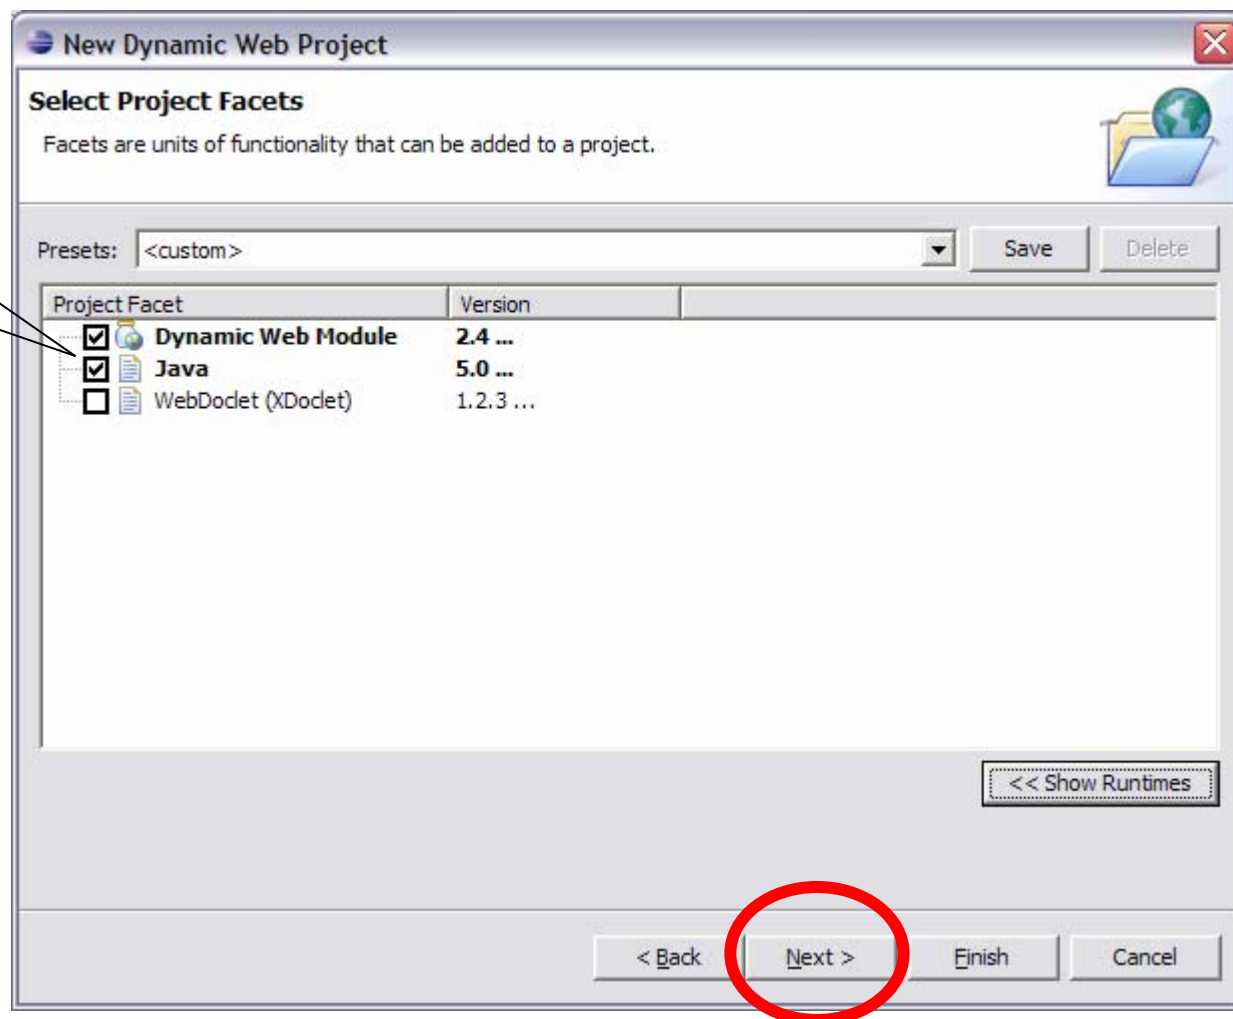 New Dynamic Web Project
Select Project Facets
Facets are units of functionality that can be added to a project.
Presets: <custom> Save Delete
Project Facet Version
Dynamic Web Module 2.4 ...
Java 5.0 ...
WebDoclet (XDoclet) 1.2.3 ...
<< Show Runtimes
< Back Next > Finish Cancel